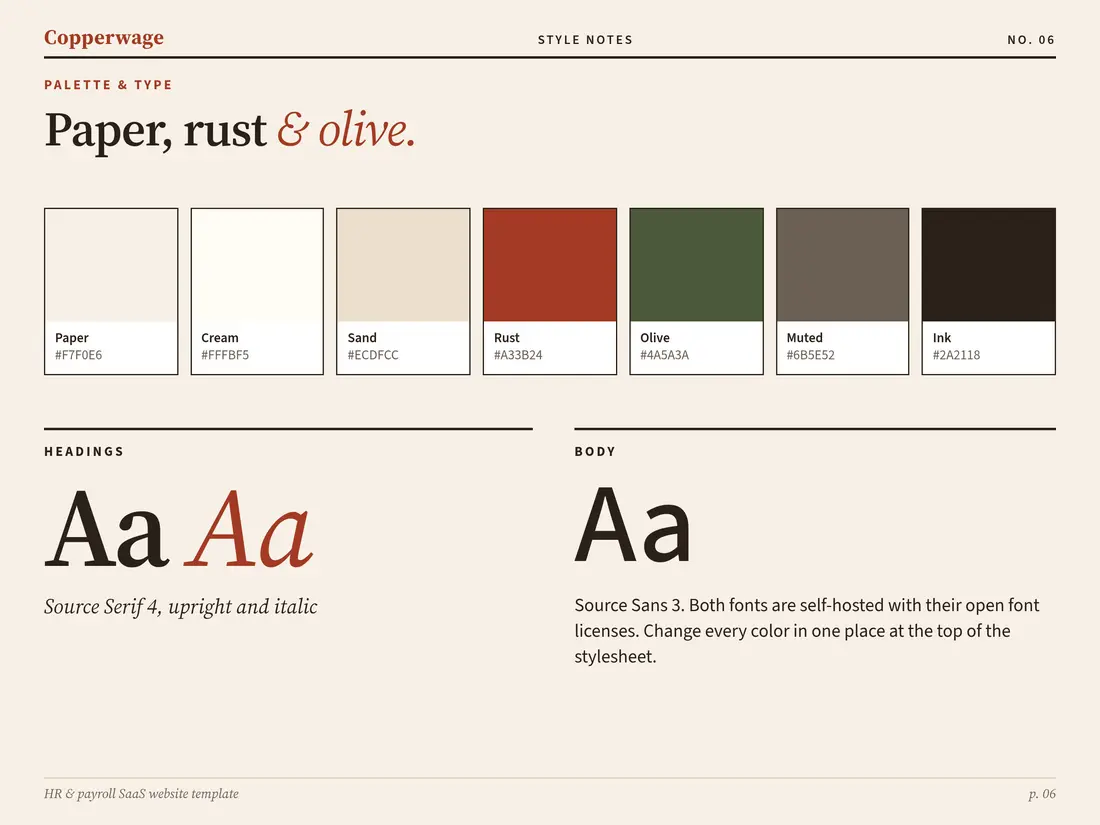 Copperwage
STYLE NOTES
NO. 06
PALETTE & TYPE
Paper, rust & olive.
Paper
#F7F0E6
Cream
#FFFBF5
Sand
#ECDFCC
Rust
#A33B24
Olive
#4A5A3A
Muted
#6B5E52
Ink
#2A2118
HEADINGS
Aa Aa
Source Serif 4, upright and italic
BODY
Aa
Source Sans 3. Both fonts are self-hosted with their open font
licenses. Change every color in one place at the top of the
stylesheet.
HR & payroll SaaS website template
p. 06